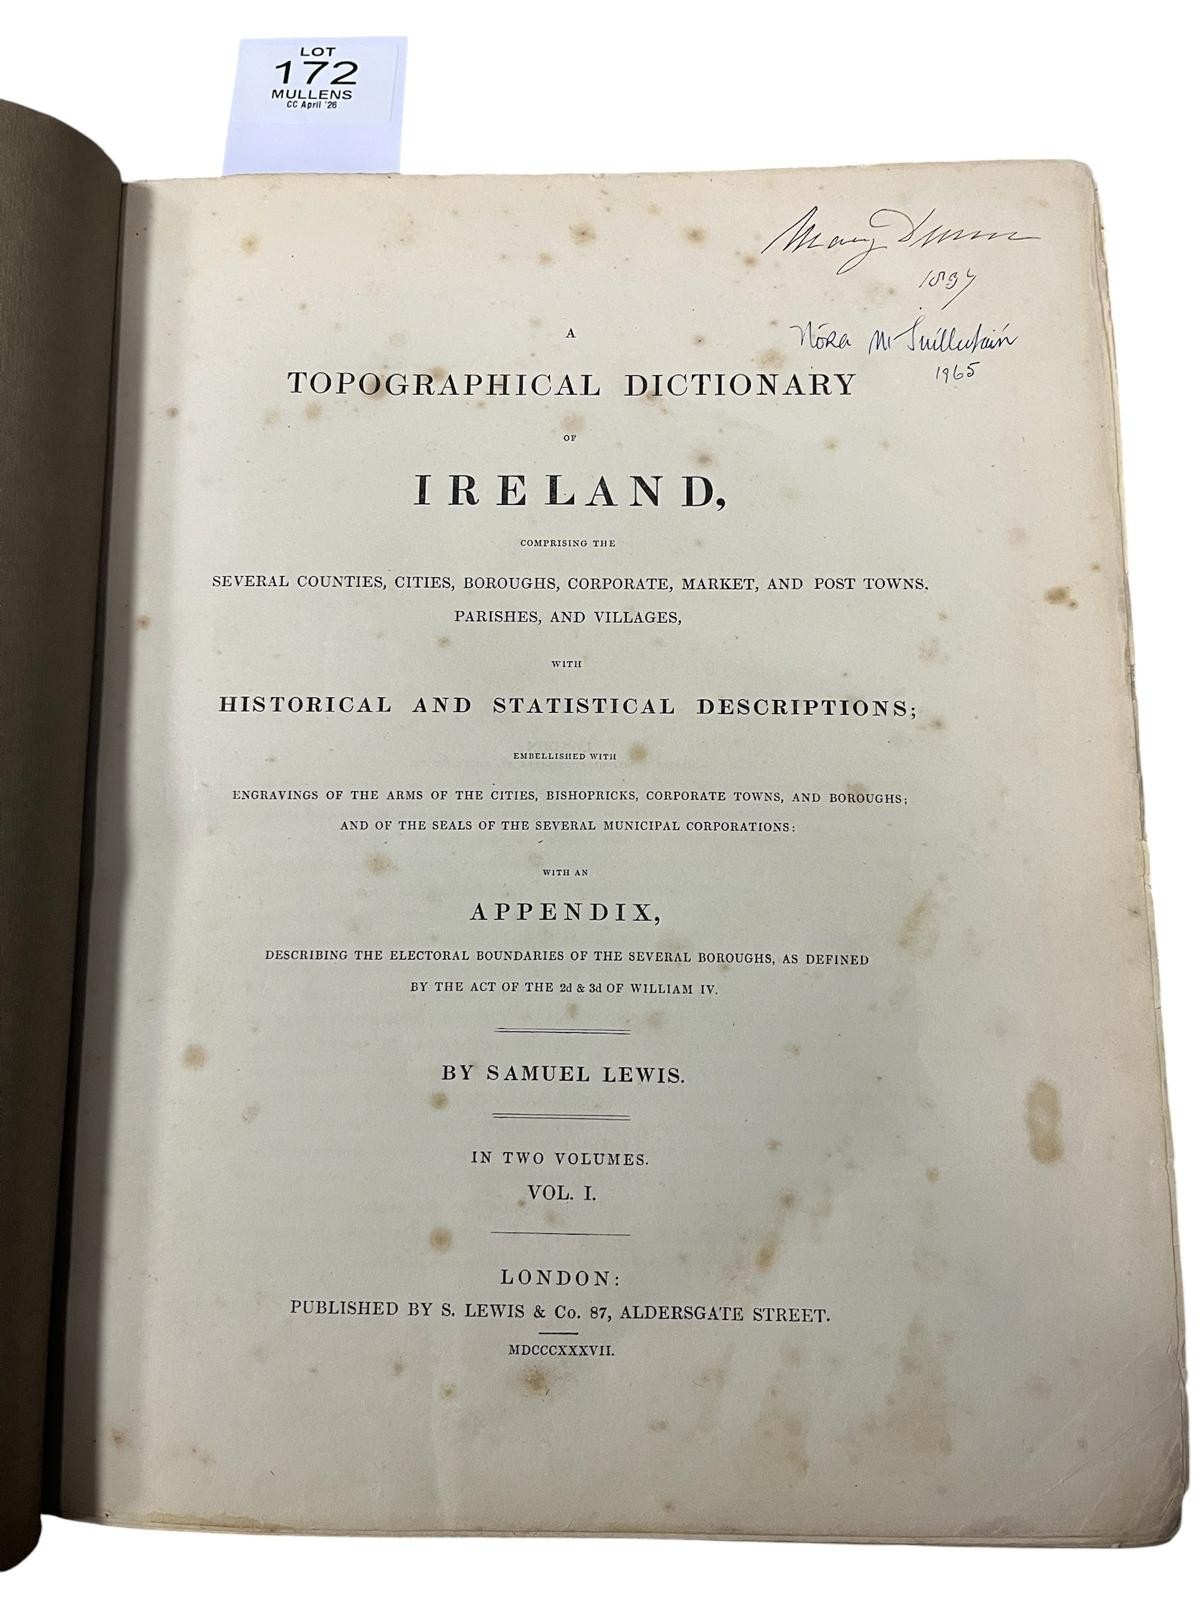 LOT
172
MULLENS
CC April '26
Mary Dunn
1837
Nóra
1965
A
TOPOGRAPHICAL DICTIONARY
OF
IRELAND,
COMPRISING THE
SEVERAL COUNTIES, CITIES, BOROUGHS, CORPORATE, MARKET, AND POST TOWNS.
PARISHES, AND VILLAGES,
WITH
HISTORICAL AND STATISTICAL DESCRIPTIONS;
EMBELLISHED WITH
ENGRAVINGS OF THE ARMS OF THE CITIES, BISHOPRICKS, CORPORATE TOWNS, AND BOROUGHS;
AND OF THE SEALS OF THE SEVERAL MUNICIPAL CORPORATIONS:
WITH AN
APPENDIX,
DESCRIBING THE ELECTORAL BOUNDARIES OF THE SEVERAL BOROUGHS, AS DEFINED
BY THE ACT OF THE 2d & 3d OF WILLIAM IV.
BY SAMUEL LEWIS.
IN TWO VOLUMES.
VOL. I.
LONDON:
PUBLISHED BY S. LEWIS & Co. 87, ALDERSGATE STREET.
MDCCCXXXVII.